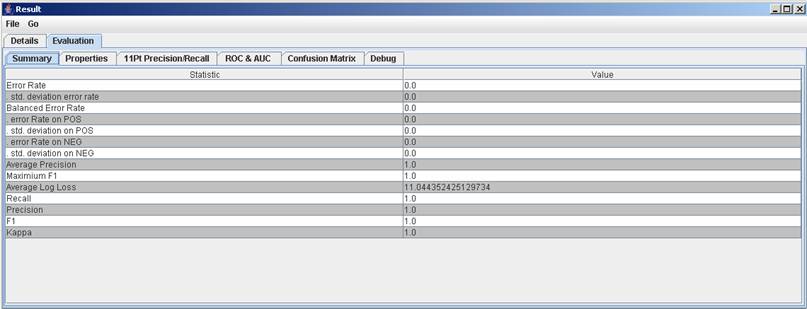 Result
File Go
Details Evaluation
Summary Properties 11Pt Precision/Recall ROC & AUC Confusion Matrix Debug
Statistic Value
Error Rate 0.0
. std. deviation error rate 0.0
Balanced Error Rate 0.0
. error Rate on POS 0.0
. std. deviation on POS 0.0
. error Rate on NEG 0.0
. std. deviation on NEG 0.0
Average Precision 1.0
Maximium F1 1.0
Average Log Loss 11.044352425129734
Recall 1.0
Precision 1.0
F1 1.0
Kappa 1.0